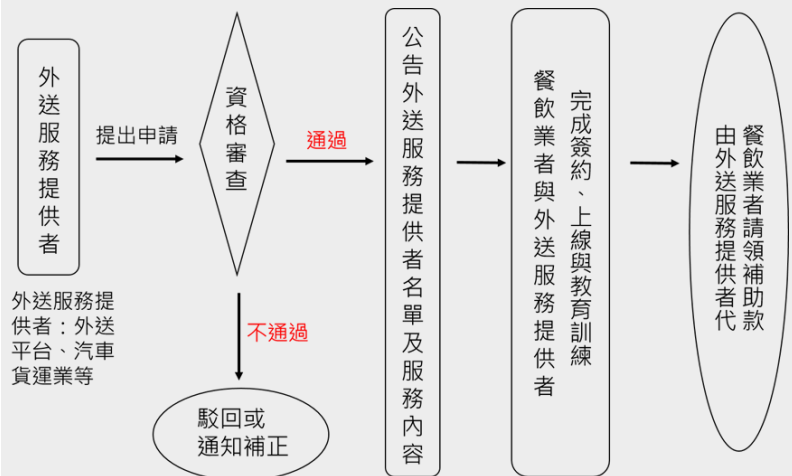 外送服務提供者
外送服務提
供者：外送
平台、汽車
貨運業等
提出申請
資格審查
通過
不通過
駁回或
通知補正
公告外送服務提供者名單及服務內容
餐飲業者與外送服務提供者
完成簽約、上線與教育訓練
由外送服務提供者代
餐飲業者請領補助款